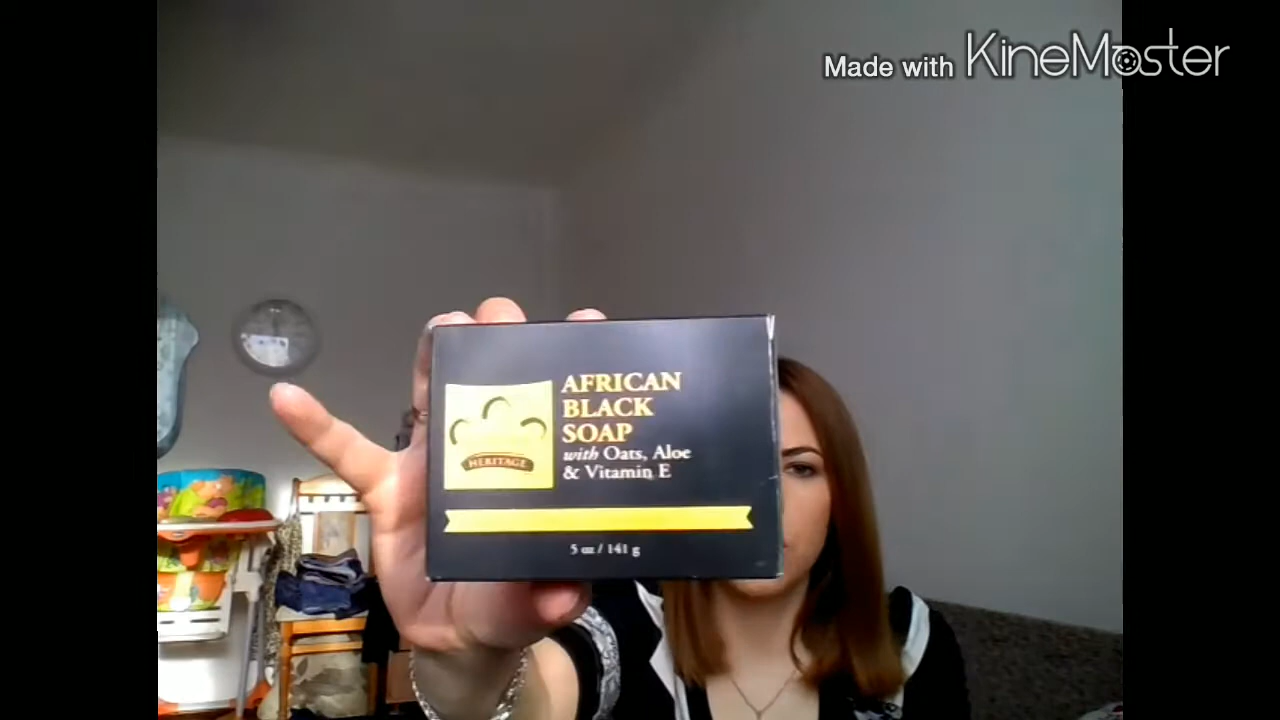 Made with KineMaster
AFRICAN
BLACK
SOAP
with Oats, Aloe
& Vitamin E
HERITAGE
5 oz / 141 g